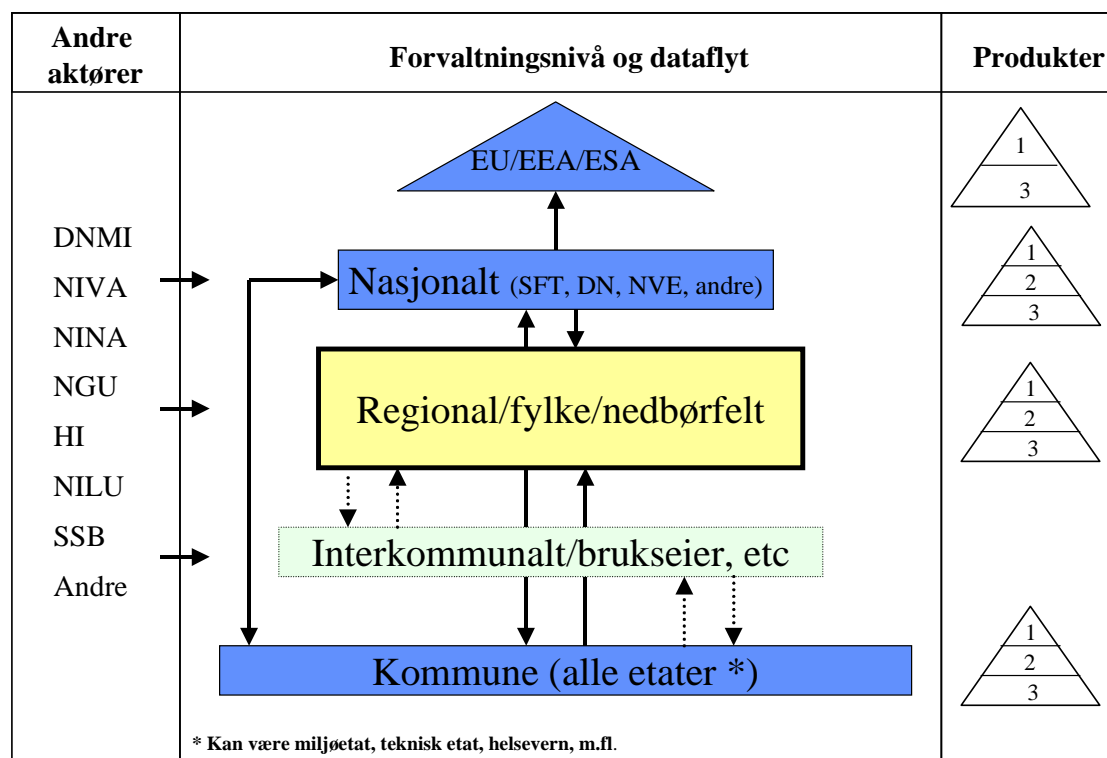 Andre
aktører
Forvaltningsnivå og dataflyt
Produkter
DNMI
NIVA
NINA
NGU
HI
NILU
SSB
Andre
EU/EEA/ESA
Nasjonalt (SFT, DN, NVE, andre)
Regional/fylke/nedbørfelt
Interkommunalt/brukseier, etc
Kommune (alle etater *)
* Kan være miljøetat, teknisk etat, helsevern, m.fl.
1
3
1
2
3
1
2
3
1
2
3